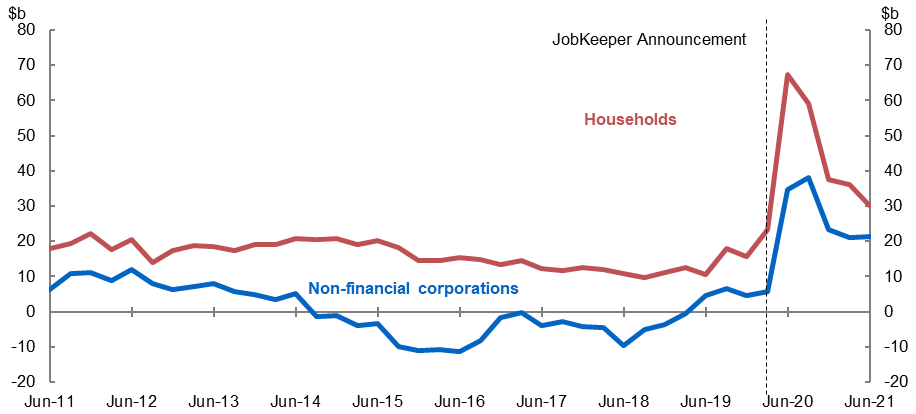 $b $b
80 80
JobKeeper Announcement
70 70
60 60
Households
50 50
40 40
30 30
20 20
10 10
Non-financial corporations
0 0
-10 -10
-20 -20
Jun-11 Jun-12 Jun-13 Jun-14 Jun-15 Jun-16 Jun-17 Jun-18 Jun-19 Jun-20 Jun-21